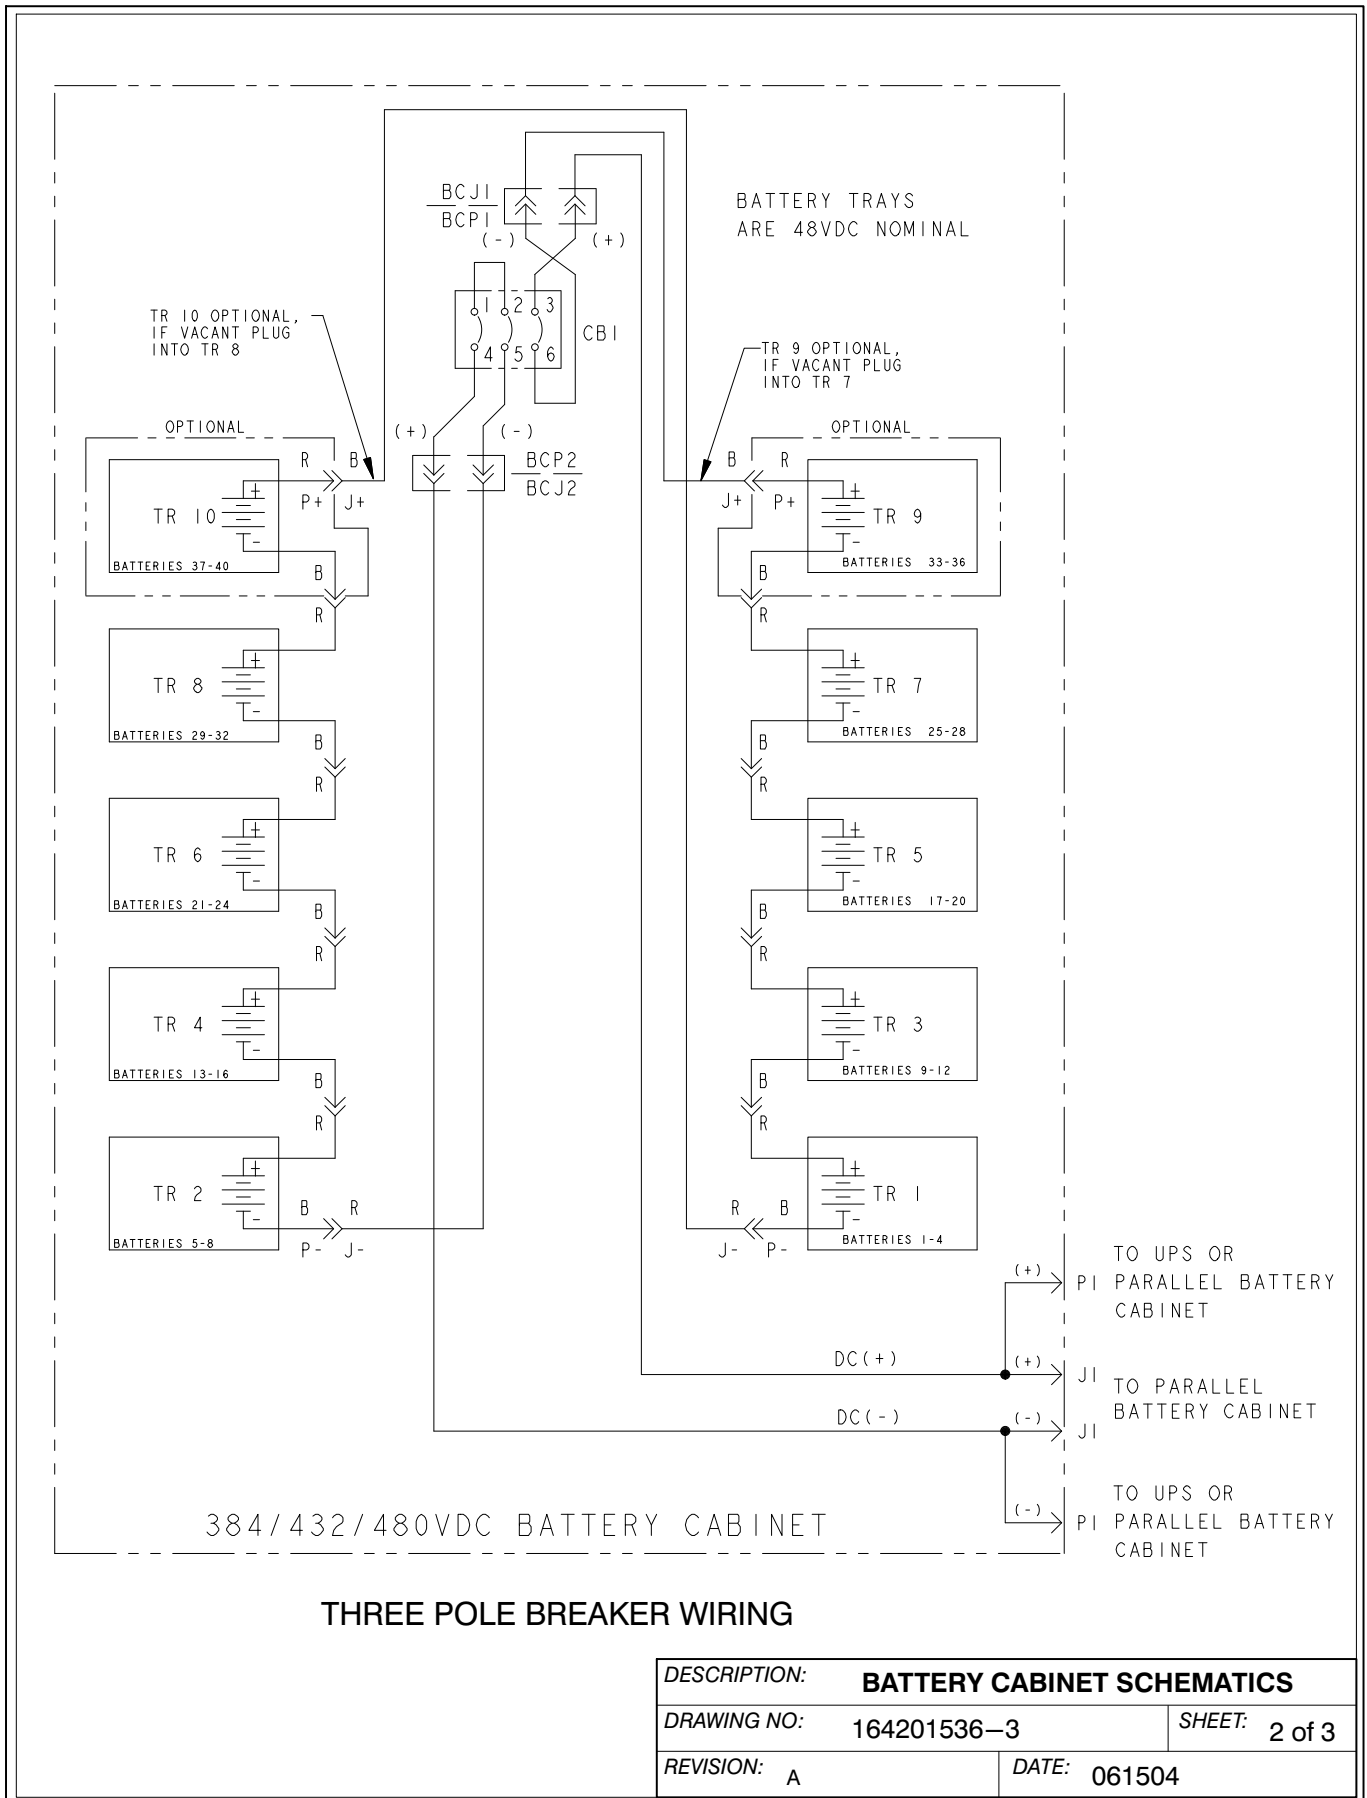 BCJ1
BCP1
(-)
(+)
BATTERY TRAYS
ARE 48VDC NOMINAL
1 2 3
CB1
4 5 6
TR 10 OPTIONAL,
IF VACANT PLUG
INTO TR 8
TR 9 OPTIONAL,
IF VACANT PLUG
INTO TR 7
(+)
(-)
BCP2
BCJ2
OPTIONAL
R B
P+ J+
+
TR 10
-
BATTERIES 37-40
B
R
OPTIONAL
B R
J+ P+
+
TR 9
-
BATTERIES 33-36
B
R
+
TR 8
-
BATTERIES 29-32
B
R
+
TR 7
-
BATTERIES 25-28
B
R
+
TR 6
-
BATTERIES 21-24
B
R
+
TR 5
-
BATTERIES 17-20
B
R
+
TR 4
-
BATTERIES 13-16
B
R
+
TR 3
-
BATTERIES 9-12
B
R
+
TR 2
-
BATTERIES 5-8
B R
P- J-
+
TR 1
-
BATTERIES 1-4
R B
J- P-
(+)
P1
TO UPS OR
PARALLEL BATTERY
CABINET
DC(+)
(+)
J1
TO PARALLEL
BATTERY CABINET
DC(-)
(-)
J1
(-)
P1
TO UPS OR
PARALLEL BATTERY
CABINET
384/432/480VDC BATTERY CABINET
THREE POLE BREAKER WIRING
DESCRIPTION: BATTERY CABINET SCHEMATICS
DRAWING NO: 164201536–3 SHEET: 2 of 3
REVISION: A DATE: 061504